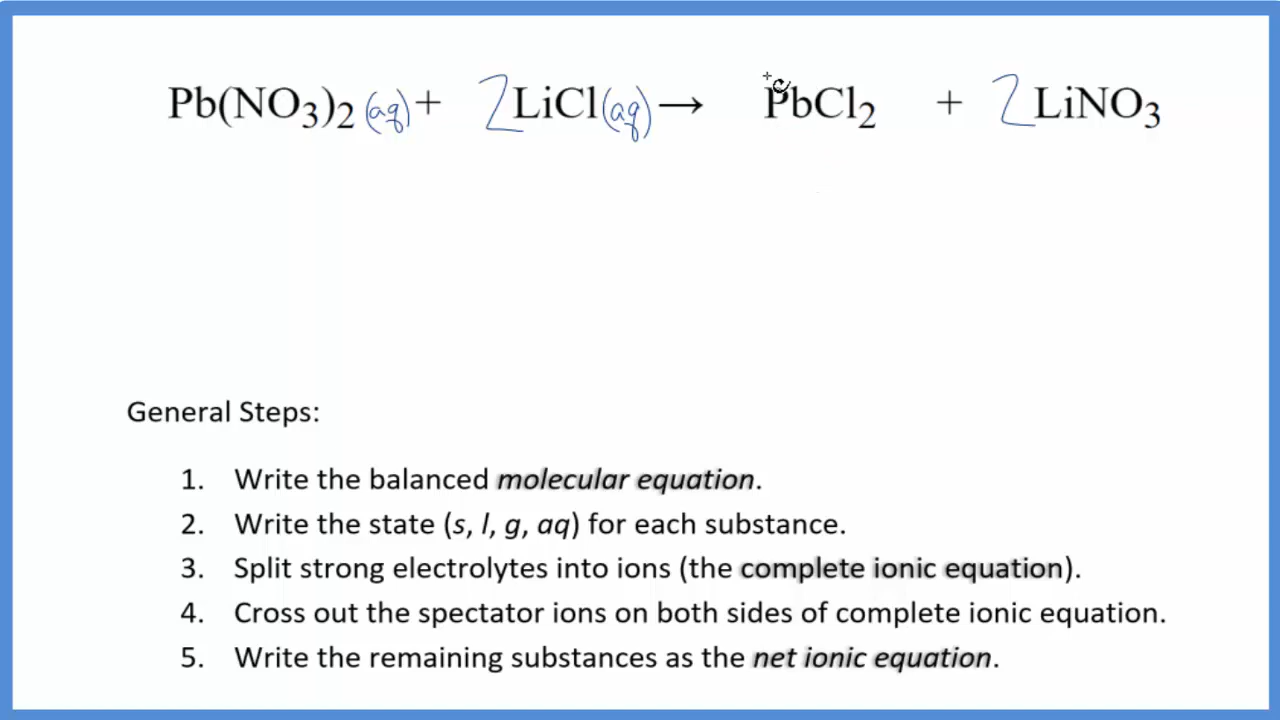 Pb(NO₃)₂ (aq) + 2 LiCl (aq) → PbCl₂ + 2 LiNO₃
General Steps:
1. Write the balanced molecular equation.
2. Write the state (s, l, g, aq) for each substance.
3. Split strong electrolytes into ions (the complete ionic equation).
4. Cross out the spectator ions on both sides of complete ionic equation.
5. Write the remaining substances as the net ionic equation.